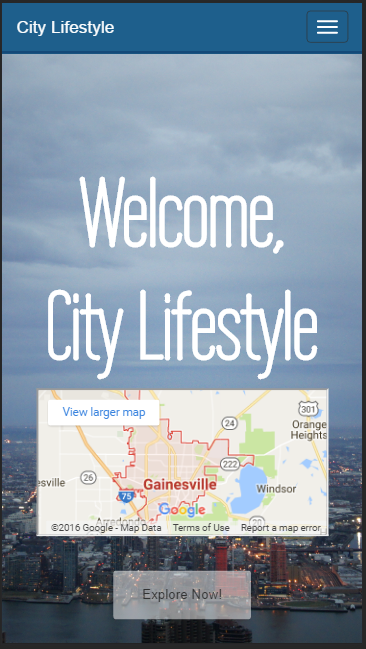 City Lifestyle
Welcome,
City Lifestyle
View larger map
301
24
Orange
Heights
222
26
esville
75
Gainesville
Windsor
Google
©2016 Google - Map Data Terms of Use Report a map error
Explore Now!